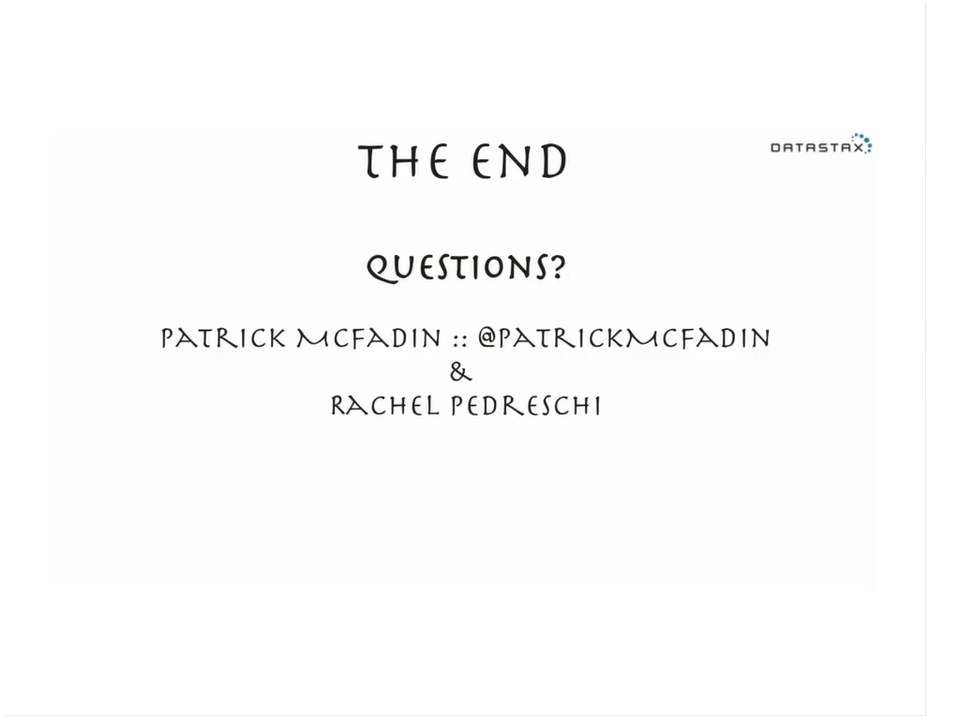 THE END
DATASTAX
QUESTIONS?
PATRICK MCFADIN :: @PATRICKMCFADIN
&
RACHEL PEDRESCHI